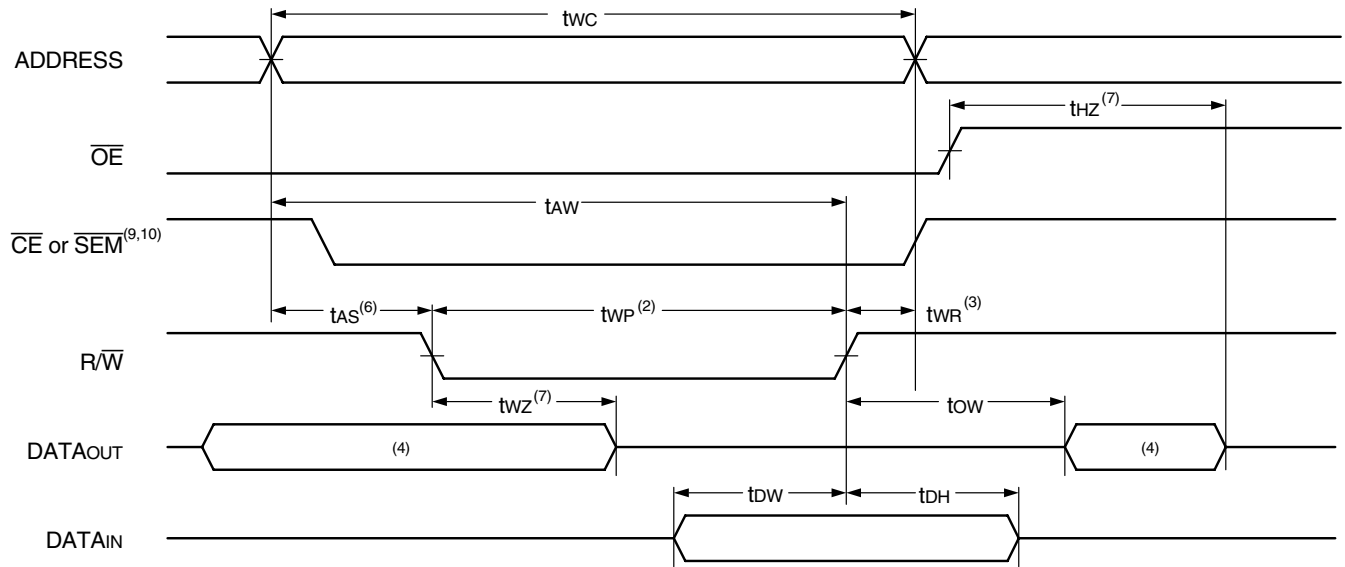 tWC
ADDRESS
tHZ(7)
OE
tAW
CE or SEM(9,10)
tAS(6)
tWP(2)
tWR(3)
R/W
tWZ(7)
tOW
DATAOUT
(4)
(4)
tDW
tDH
DATAIN